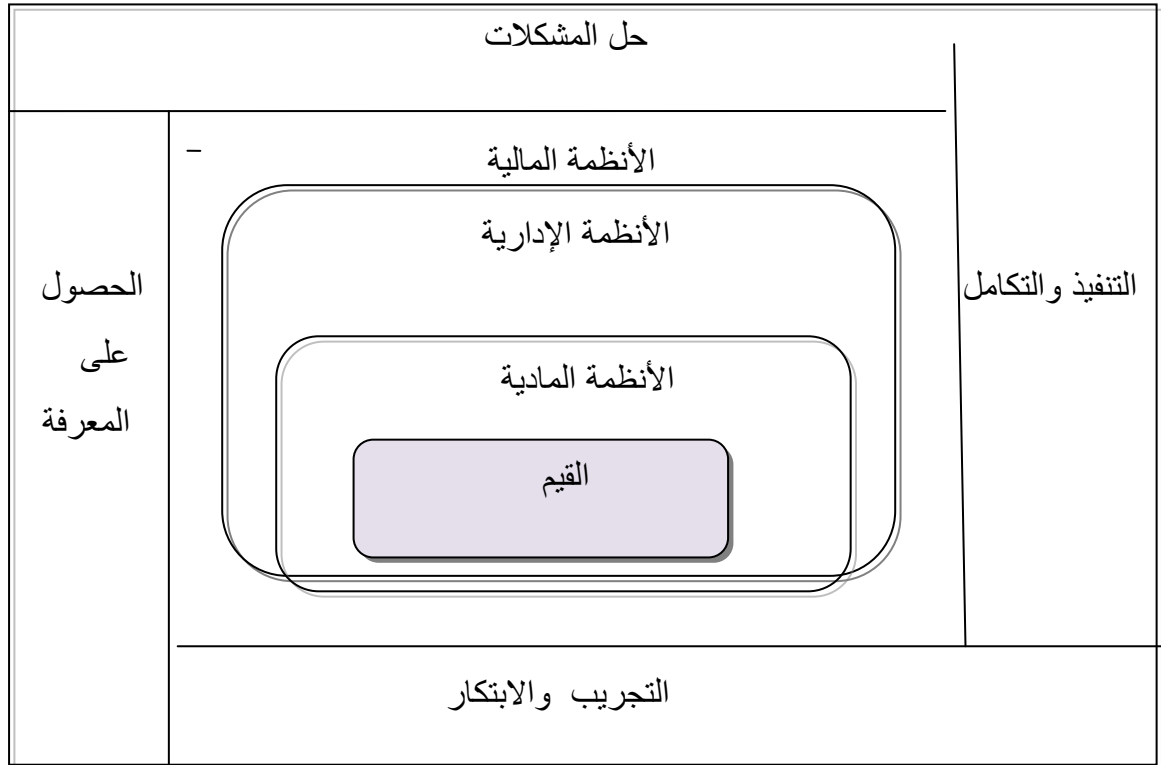 حل المشكلات
الأنظمة المالية
الأنظمة الإدارية
التنفيذ والتكامل
الحصول
على
المعرفة
الأنظمة المادية
القيم
التجريب والابتكار